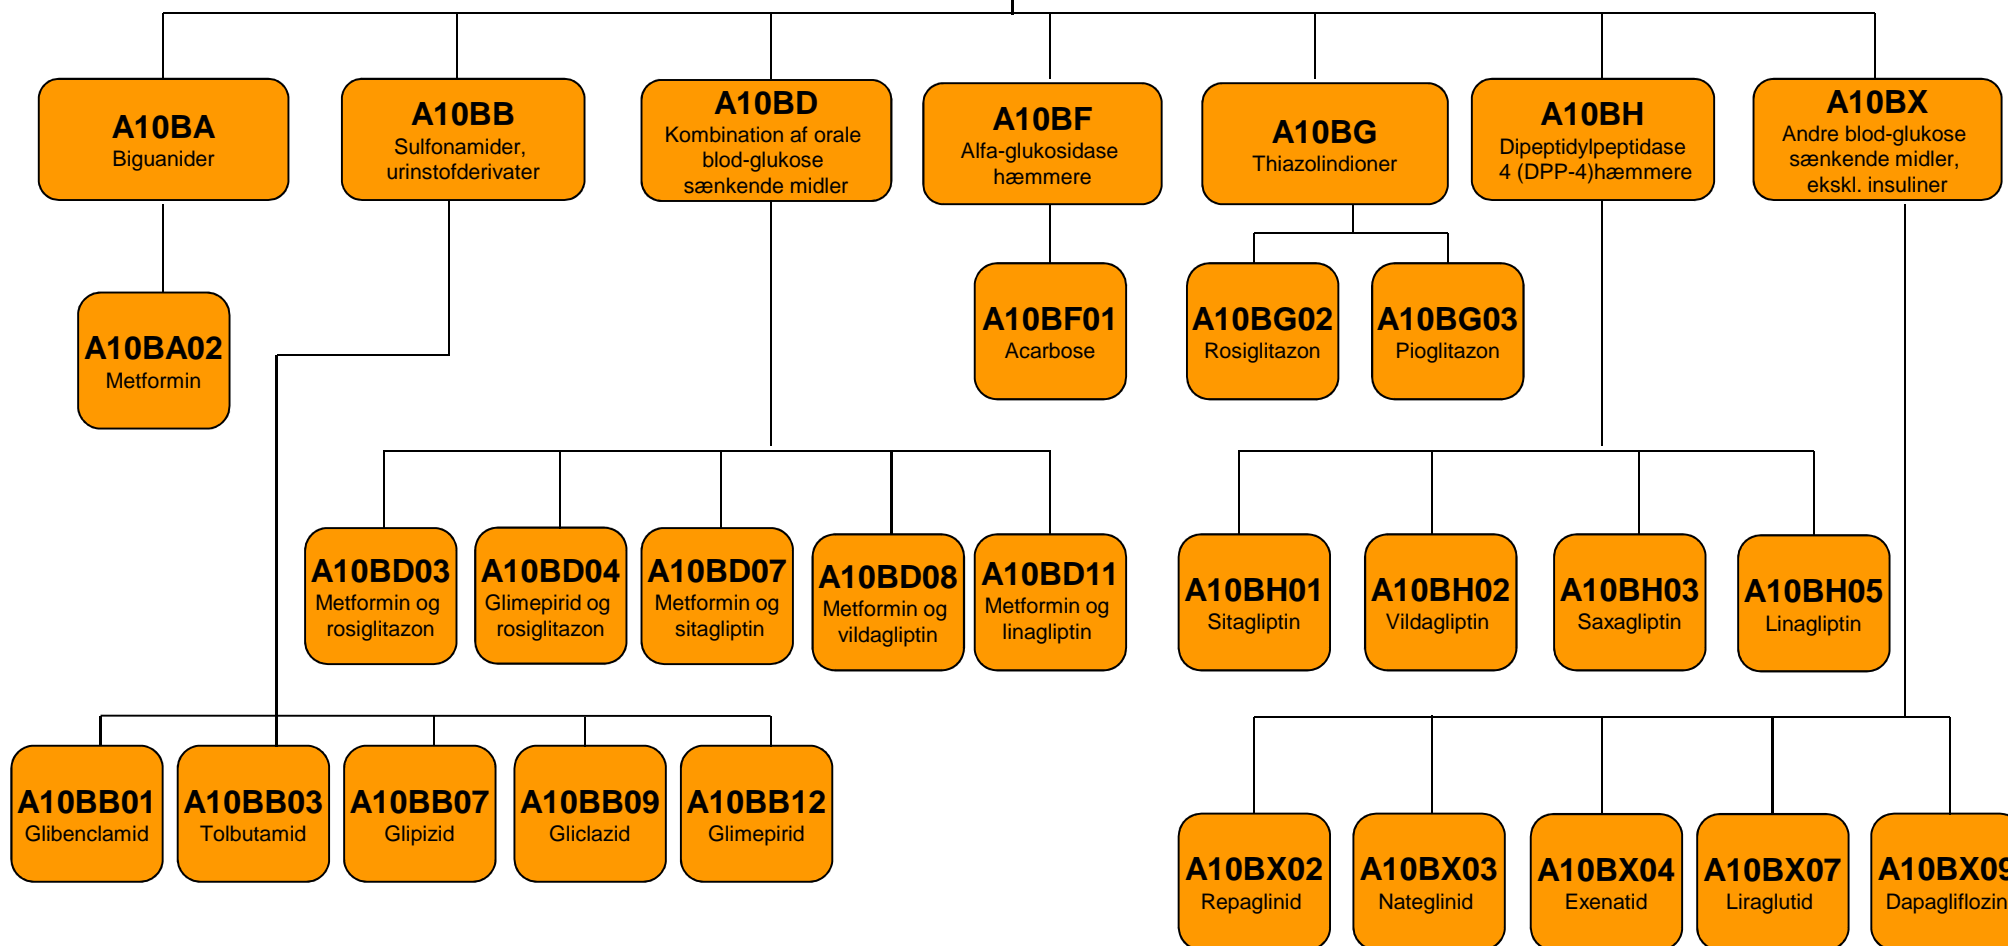 A10BA
Biguanider
A10BB
Sulfonamider,
urinstofderivater
A10BD
Kombination af orale
blod-glukose
sænkende midler
A10BF
Alfa-glukosidase
hæmmere
A10BG
Thiazolindioner
A10BH
Dipeptidylpeptidase
4 (DPP-4)hæmmere
A10BX
Andre blod-glukose
sænkende midler,
ekskl. insuliner
A10BA02
Metformin
A10BF01
Acarbose
A10BG02
Rosiglitazon
A10BG03
Pioglitazon
A10BD03
Metformin og
rosiglitazon
A10BD04
Glimepirid og
rosiglitazon
A10BD07
Metformin og
sitagliptin
A10BD08
Metformin og
vildagliptin
A10BD11
Metformin og
linagliptin
A10BH01
Sitagliptin
A10BH02
Vildagliptin
A10BH03
Saxagliptin
A10BH05
Linagliptin
A10BB01
Glibenclamid
A10BB03
Tolbutamid
A10BB07
Glipizid
A10BB09
Gliclazid
A10BB12
Glimepirid
A10BX02
Repaglinid
A10BX03
Nateglinid
A10BX04
Exenatid
A10BX07
Liraglutid
A10BX09
Dapagliflozin